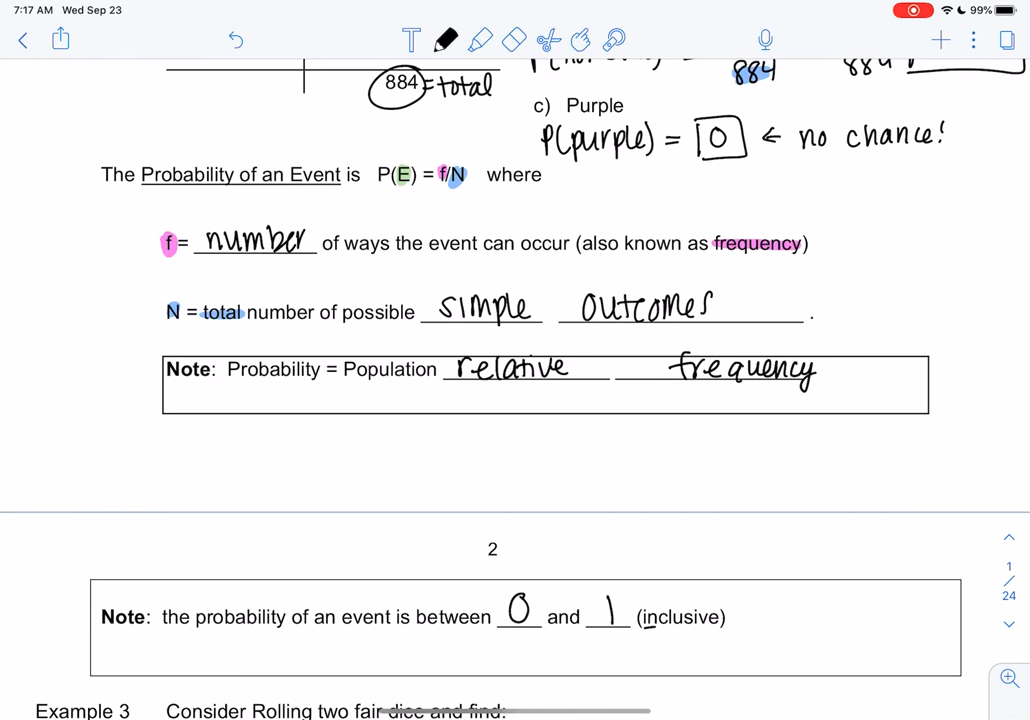 7:17 AM Wed Sep 23
99%
884 = total
884
884
c) Purple
P(purple) = 0 ← no chance!
The Probability of an Event is P(E) = f/N where
f = number of ways the event can occur (also known as frequency)
N = total number of possible simple outcomes .
Note: Probability = Population relative frequency
2
Note: the probability of an event is between 0 and 1 (inclusive)
1
/
24
Example 3 Consider Rolling two fair dice and find: